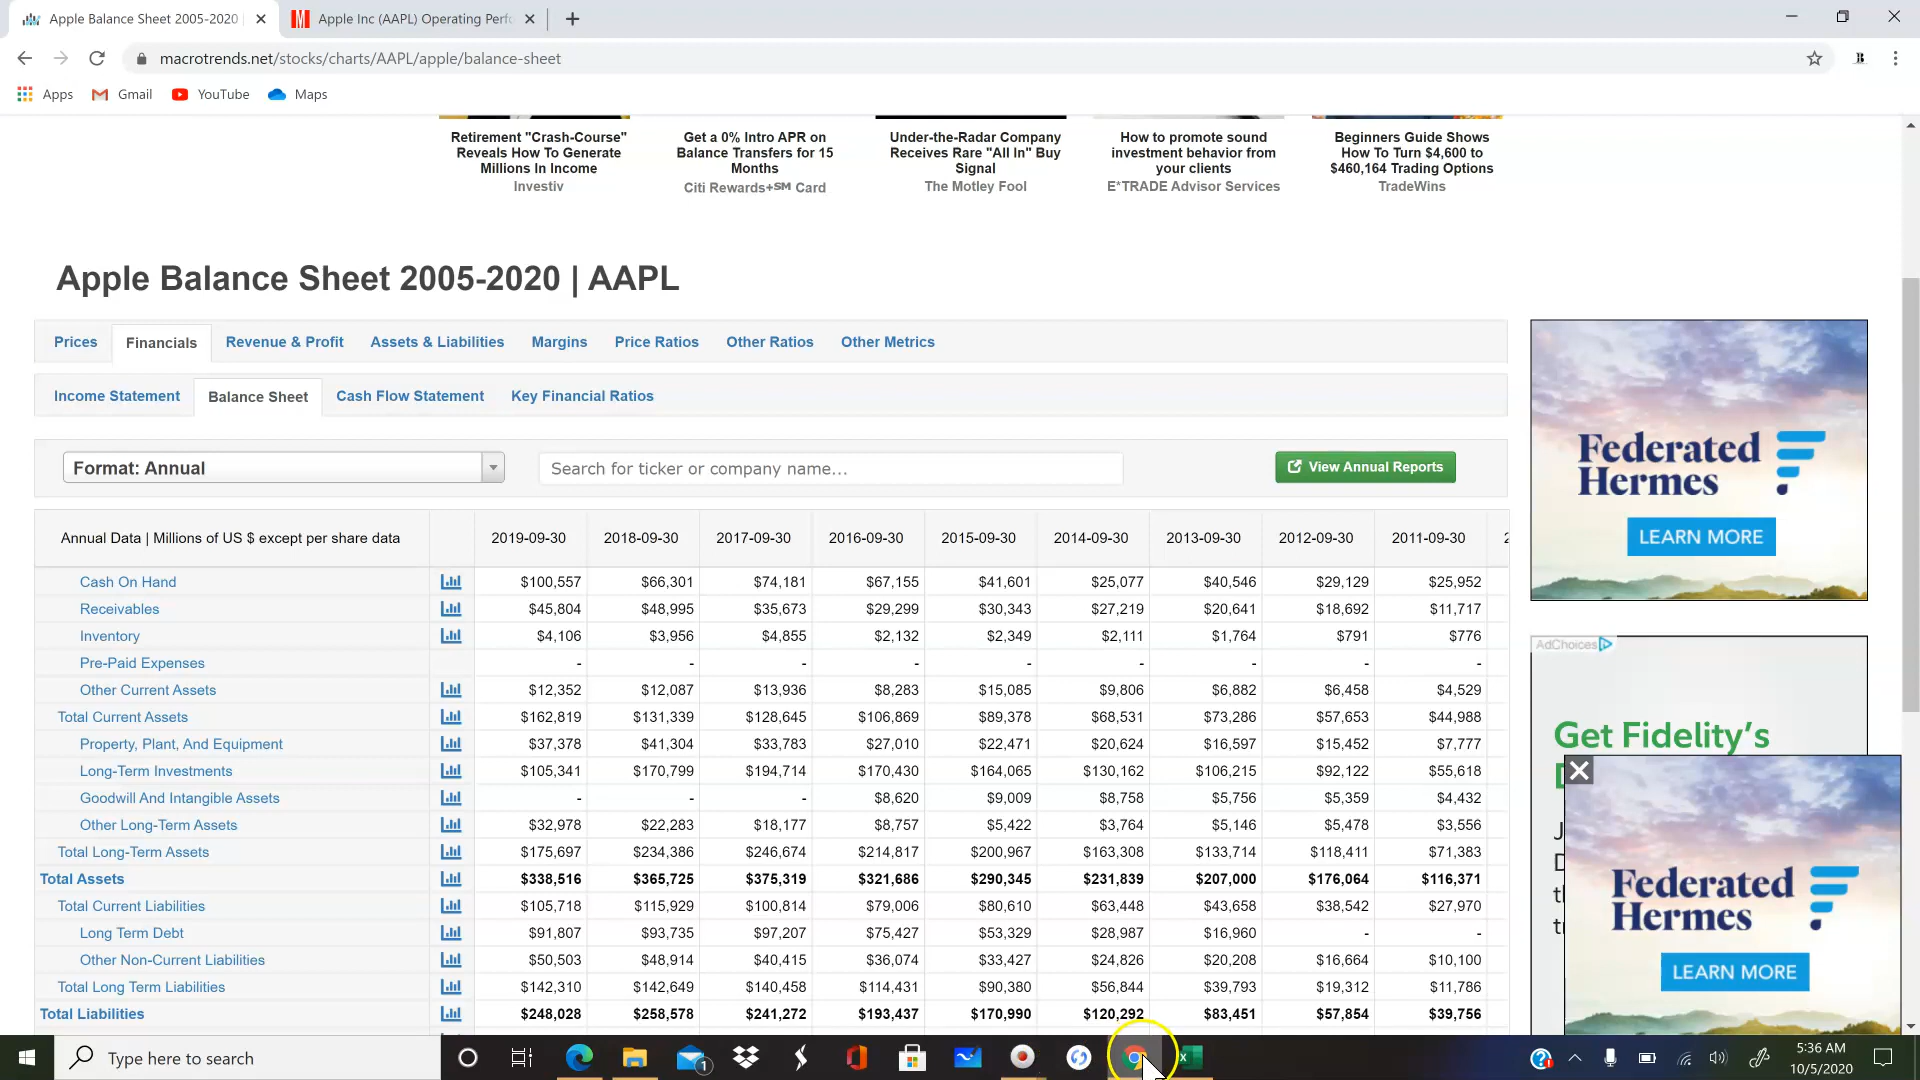 Apple Balance Sheet 2005-2020
Apple Inc (AAPL) Operating Perfo
macrotrends.net/stocks/charts/AAPL/apple/balance-sheet
Apps Gmail YouTube Maps
Retirement "Crash-Course" Reveals How To Generate Millions In Income
Investiv
Get a 0% Intro APR on Balance Transfers for 15 Months
Citi Rewards+℠ Card
Under-the-Radar Company Receives Rare "All In" Buy Signal
The Motley Fool
How to promote sound investment behavior from your clients
E*TRADE Advisor Services
Beginners Guide Shows How To Turn $4,600 to $460,164 Trading Options
TradeWins
Apple Balance Sheet 2005-2020 | AAPL
Prices Financials Revenue & Profit Assets & Liabilities Margins Price Ratios Other Ratios Other Metrics
Income Statement Balance Sheet Cash Flow Statement Key Financial Ratios
Format: Annual Search for ticker or company name... View Annual Reports
Annual Data | Millions of US $ except per share data 2019-09-30 2018-09-30 2017-09-30 2016-09-30 2015-09-30 2014-09-30 2013-09-30 2012-09-30 2011-09-30 2
Cash On Hand $100,557 $66,301 $74,181 $67,155 $41,601 $25,077 $40,546 $29,129 $25,952
Receivables $45,804 $48,995 $35,673 $29,299 $30,343 $27,219 $20,641 $18,692 $11,717
Inventory $4,106 $3,956 $4,855 $2,132 $2,349 $2,111 $1,764 $791 $776
Pre-Paid Expenses - - - - - - - - -
Other Current Assets $12,352 $12,087 $13,936 $8,283 $15,085 $9,806 $6,882 $6,458 $4,529
Total Current Assets $162,819 $131,339 $128,645 $106,869 $89,378 $68,531 $73,286 $57,653 $44,988
Property, Plant, And Equipment $37,378 $41,304 $33,783 $27,010 $22,471 $20,624 $16,597 $15,452 $7,777
Long-Term Investments $105,341 $170,799 $194,714 $170,430 $164,065 $130,162 $106,215 $92,122 $55,618
Goodwill And Intangible Assets - - - $8,620 $9,009 $8,758 $5,756 $5,359 $4,432
Other Long-Term Assets $32,978 $22,283 $18,177 $8,757 $5,422 $3,764 $5,146 $5,478 $3,556
Total Long-Term Assets $175,697 $234,386 $246,674 $214,817 $200,967 $163,308 $133,714 $118,411 $71,383
Total Assets $338,516 $365,725 $375,319 $321,686 $290,345 $231,839 $207,000 $176,064 $116,371
Total Current Liabilities $105,718 $115,929 $100,814 $79,006 $80,610 $63,448 $43,658 $38,542 $27,970
Long Term Debt $91,807 $93,735 $97,207 $75,427 $53,329 $28,987 $16,960 - -
Other Non-Current Liabilities $50,503 $48,914 $40,415 $36,074 $33,427 $24,826 $20,208 $16,664 $10,100
Total Long Term Liabilities $142,310 $142,649 $140,458 $114,431 $90,380 $56,844 $39,793 $19,312 $11,786
Total Liabilities $248,028 $258,578 $241,272 $193,437 $170,990 $120,292 $83,451 $57,854 $39,756
Federated
Hermes
LEARN MORE
AdChoices
Get Fidelity's
Federated
Hermes
LEARN MORE
Type here to search
1
5:36 AM
10/5/2020